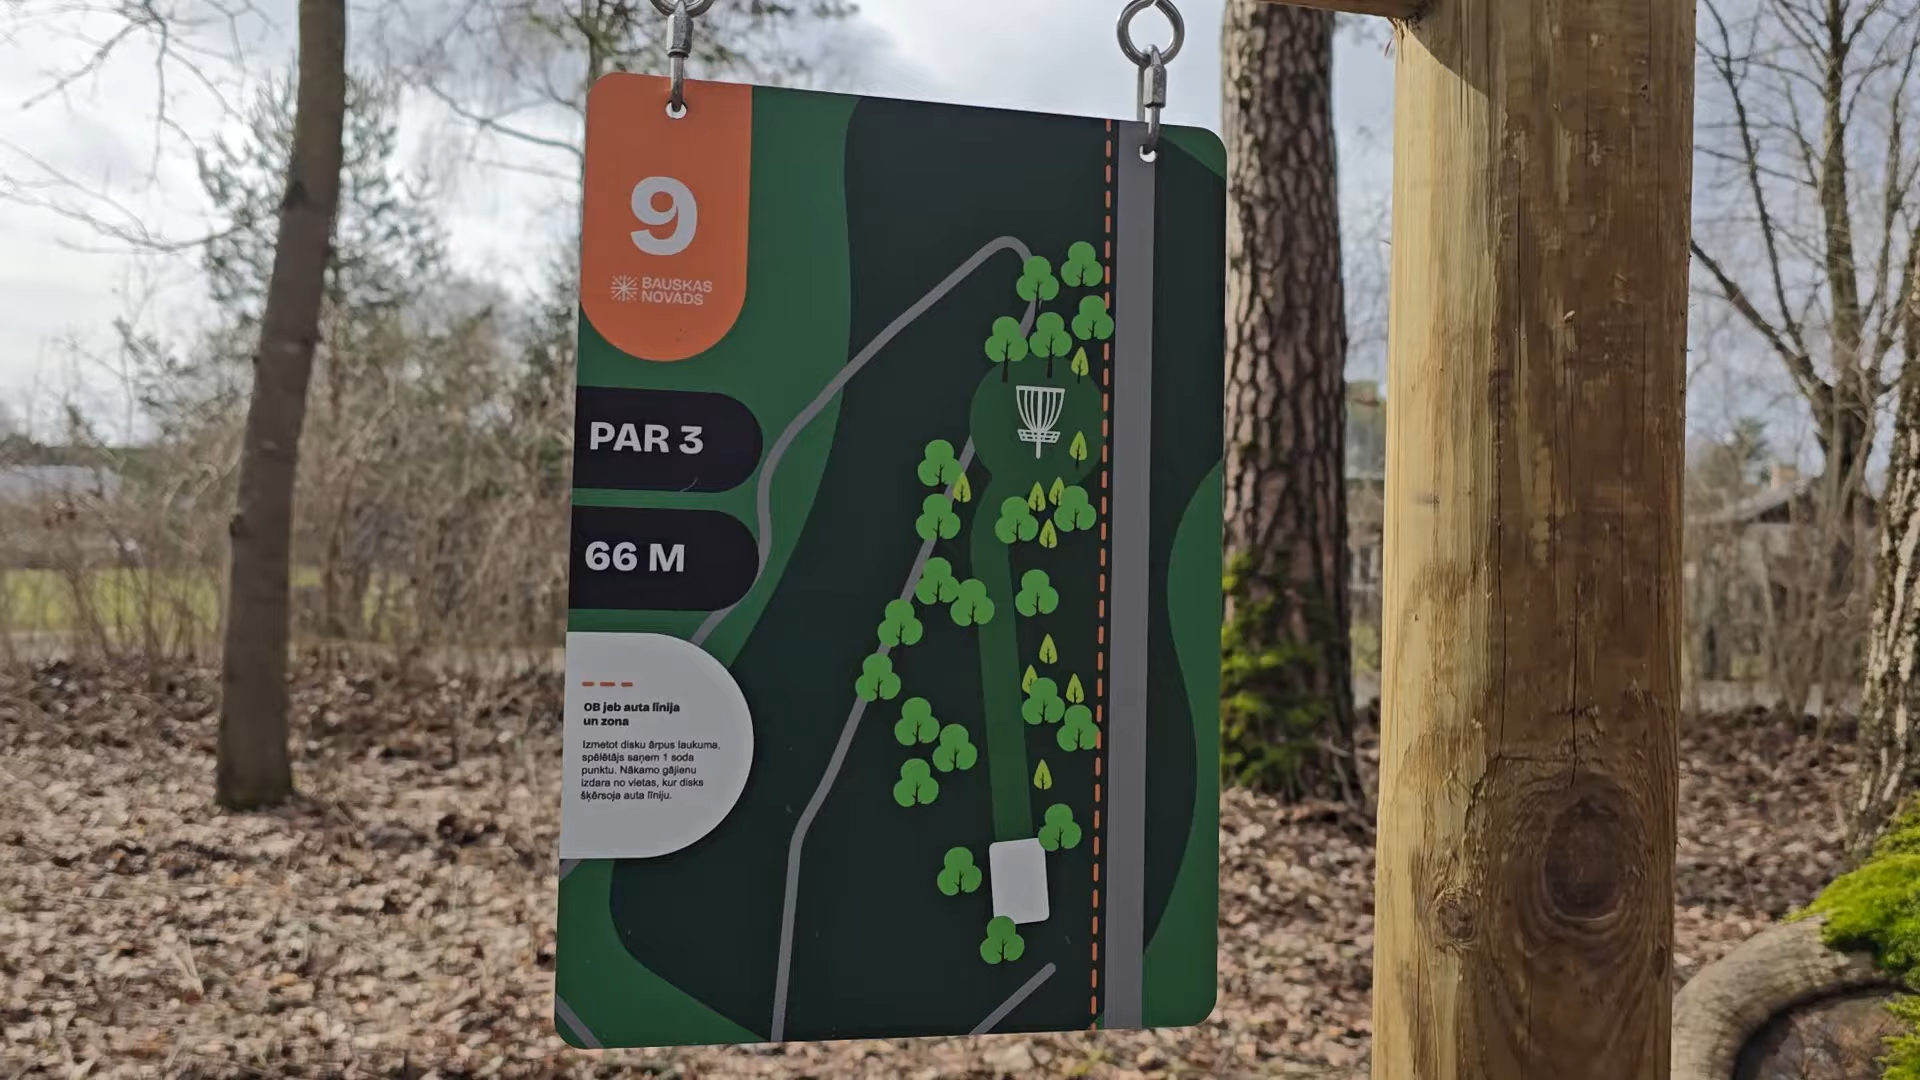 9
BAUSKAS
NOVADS
PAR 3
66 M
OB jeb auta līnija
un zona
Izmetot disku ārpus laukuma,
spēlētājs saņem 1 soda
punktu. Nākamo gājienu
izdara no vietas, kur disks
šķērsoja auta līniju.